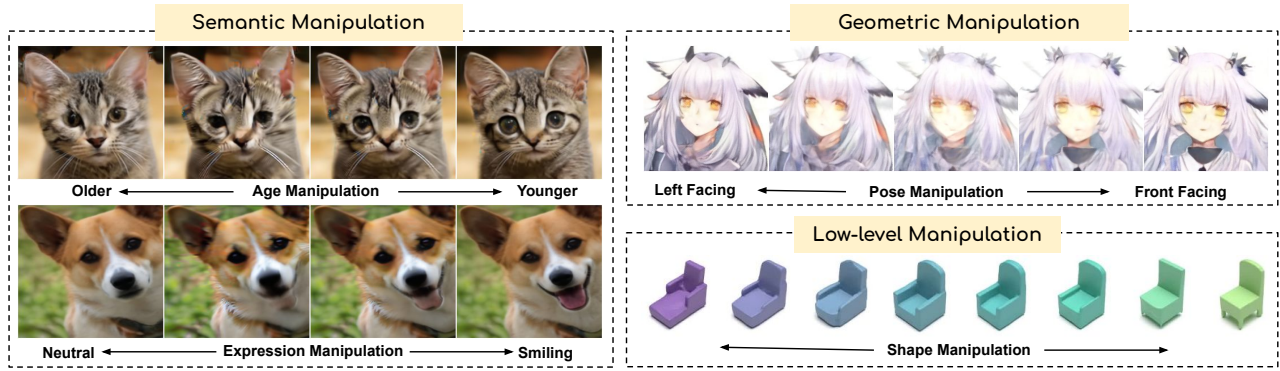 Semantic Manipulation
Older Age Manipulation Younger
Neutral Expression Manipulation Smiling
Geometric Manipulation
Left Facing Pose Manipulation Front Facing
Low-level Manipulation
Shape Manipulation